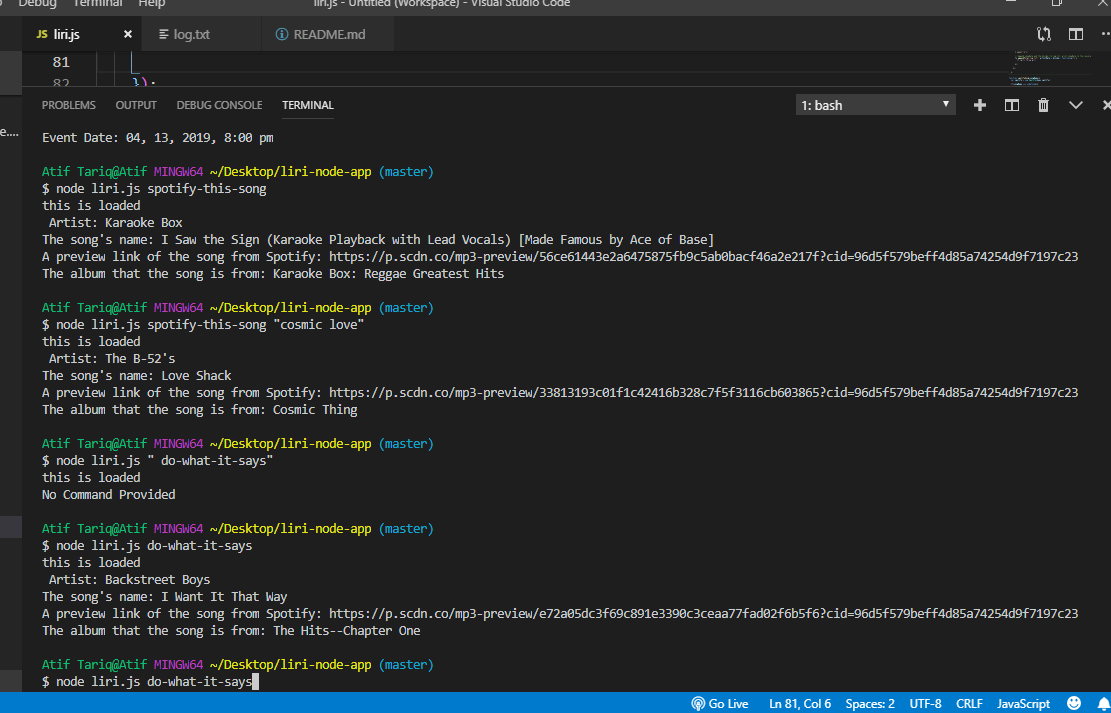 Debug Terminal Help liri.js - Untitled (Workspace) - Visual Studio Code
JS liri.js × log.txt README.md
81
82 });
PROBLEMS OUTPUT DEBUG CONSOLE TERMINAL 1: bash
e....
Event Date: 04, 13, 2019, 8:00 pm
Atif Tariq@Atif MINGW64 ~/Desktop/liri-node-app (master)
$ node liri.js spotify-this-song
this is loaded
Artist: Karaoke Box
The song's name: I Saw the Sign (Karaoke Playback with Lead Vocals) [Made Famous by Ace of Base]
A preview link of the song from Spotify: https://p.scdn.co/mp3-preview/56ce61443e2a6475875fb9c5ab0bacf46a2e217f?cid=96d5f579beff4d85a74254d9f7197c23
The album that the song is from: Karaoke Box: Reggae Greatest Hits
Atif Tariq@Atif MINGW64 ~/Desktop/liri-node-app (master)
$ node liri.js spotify-this-song "cosmic love"
this is loaded
Artist: The B-52's
The song's name: Love Shack
A preview link of the song from Spotify: https://p.scdn.co/mp3-preview/33813193c01f1c42416b328c7f5f3116cb603865?cid=96d5f579beff4d85a74254d9f7197c23
The album that the song is from: Cosmic Thing
Atif Tariq@Atif MINGW64 ~/Desktop/liri-node-app (master)
$ node liri.js " do-what-it-says"
this is loaded
No Command Provided
Atif Tariq@Atif MINGW64 ~/Desktop/liri-node-app (master)
$ node liri.js do-what-it-says
this is loaded
Artist: Backstreet Boys
The song's name: I Want It That Way
A preview link of the song from Spotify: https://p.scdn.co/mp3-preview/e72a05dc3f69c891e3390c3ceaa77fad02f6b5f6?cid=96d5f579beff4d85a74254d9f7197c23
The album that the song is from: The Hits--Chapter One
Atif Tariq@Atif MINGW64 ~/Desktop/liri-node-app (master)
$ node liri.js do-what-it-says
Go Live Ln 81, Col 6 Spaces: 2 UTF-8 CRLF JavaScript